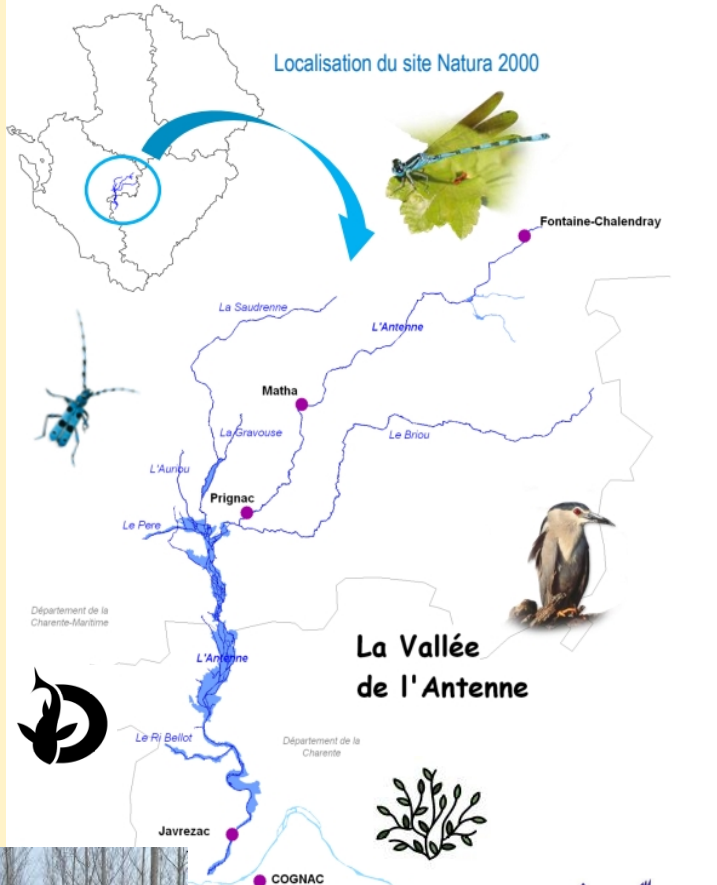 Localisation du site Natura 2000
Fontaine-Chalendray
La Saudrenne
L'Antenne
Matha
La Gravouse
Le Briou
L'Auriou
Prignac
Le Pere
Département de la
Charente-Maritime
La Vallée
de l'Antenne
L'Antenne
Le Ri Bellot
Département de la
Charente
Javrezac
COGNAC